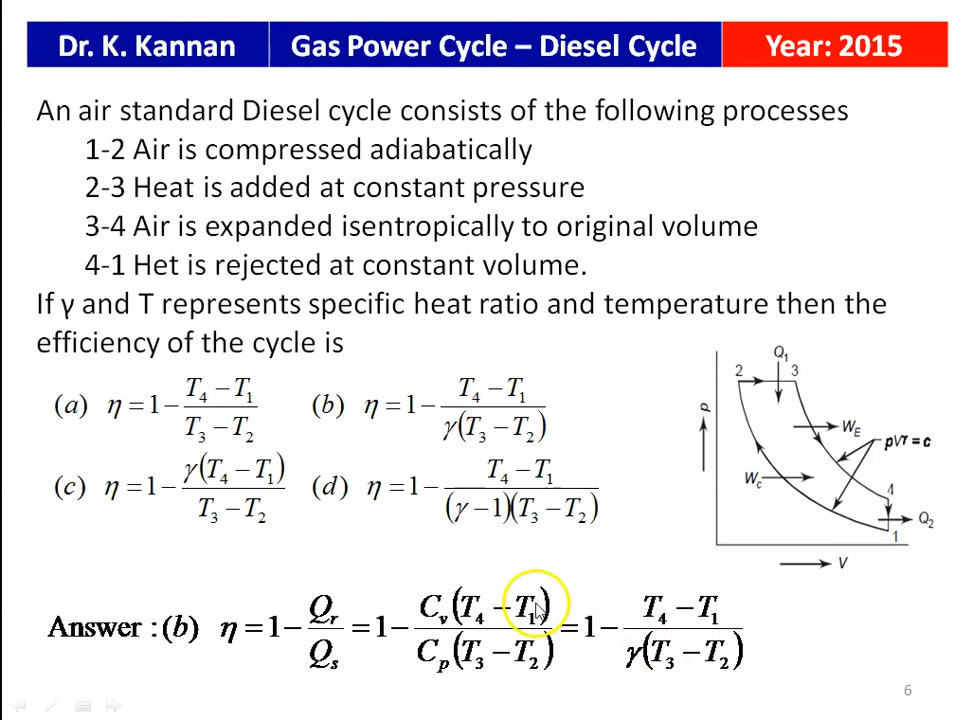 Dr. K. Kannan Gas Power Cycle – Diesel Cycle Year: 2015
An air standard Diesel cycle consists of the following processes
1-2 Air is compressed adiabatically
2-3 Heat is added at constant pressure
3-4 Air is expanded isentropically to original volume
4-1 Het is rejected at constant volume.
If γ and T represents specific heat ratio and temperature then the
efficiency of the cycle is
(a) η = 1 − (T₄ − T₁) / (T₃ − T₂) (b) η = 1 − (T₄ − T₁) / γ(T₃ − T₂)
(c) η = 1 − γ(T₄ − T₁) / (T₃ − T₂) (d) η = 1 − (T₄ − T₁) / (γ − 1)(T₃ − T₂)
Q₁
2 3
p
W_E
pVγ = c
W_c
4
Q₂
1
V
Answer : (b) η = 1 − Qᵣ / Qₛ = 1 − Cᵥ(T₄ − T₁) / Cₚ(T₃ − T₂) = 1 − (T₄ − T₁) / γ(T₃ − T₂)
6